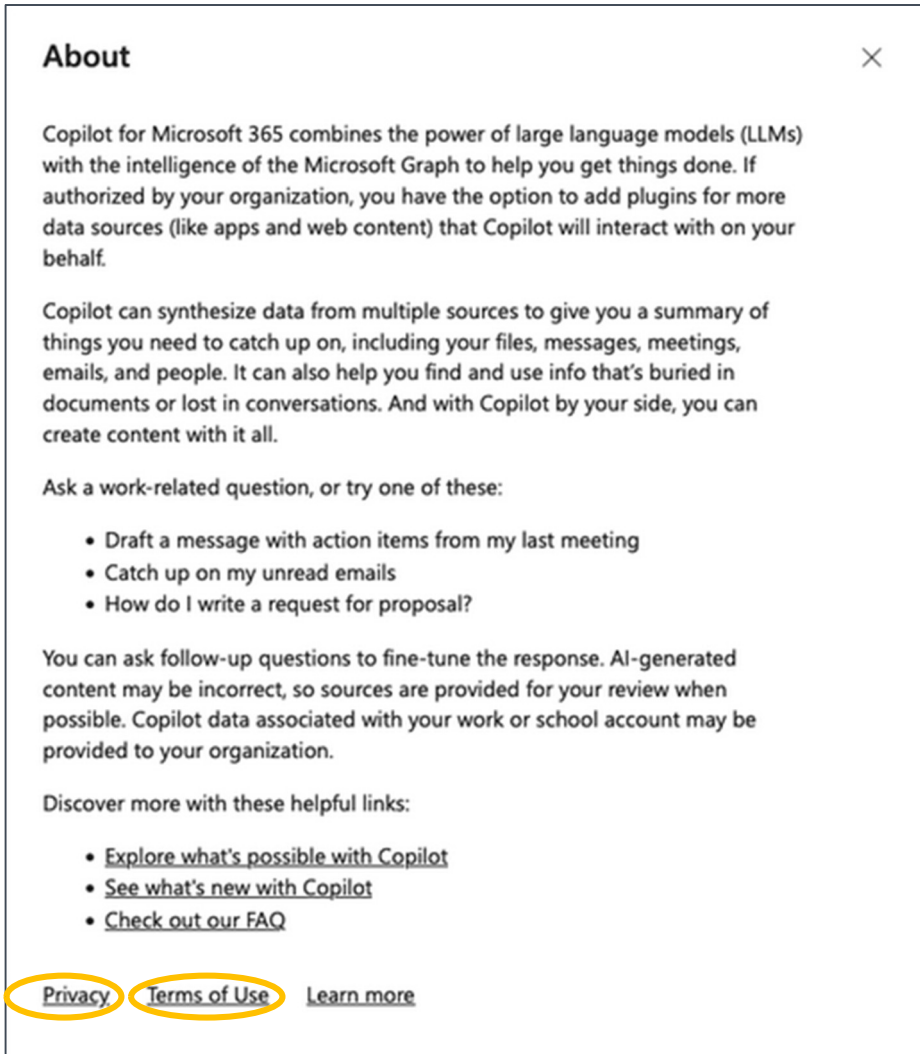 About
Copilot for Microsoft 365 combines the power of large language models (LLMs)
with the intelligence of the Microsoft Graph to help you get things done. If
authorized by your organization, you have the option to add plugins for more
data sources (like apps and web content) that Copilot will interact with on your
behalf.
Copilot can synthesize data from multiple sources to give you a summary of
things you need to catch up on, including your files, messages, meetings,
emails, and people. It can also help you find and use info that's buried in
documents or lost in conversations. And with Copilot by your side, you can
create content with it all.
Ask a work-related question, or try one of these:
• Draft a message with action items from my last meeting
• Catch up on my unread emails
• How do I write a request for proposal?
You can ask follow-up questions to fine-tune the response. AI-generated
content may be incorrect, so sources are provided for your review when
possible. Copilot data associated with your work or school account may be
provided to your organization.
Discover more with these helpful links:
• Explore what's possible with Copilot
• See what's new with Copilot
• Check out our FAQ
Privacy Terms of Use Learn more